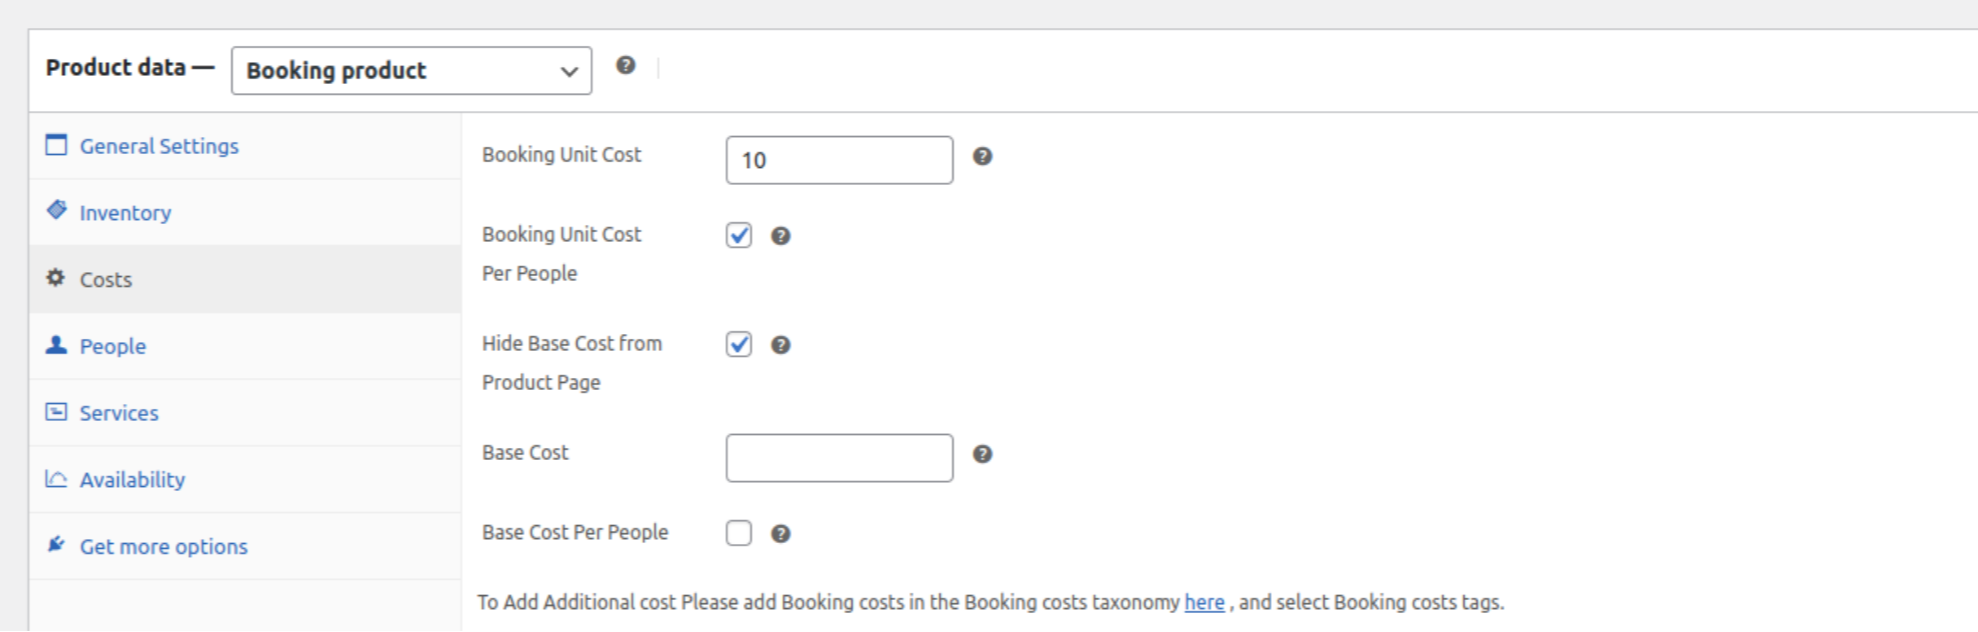 Product data —
Booking product
General Settings
Inventory
Costs
People
Services
Availability
Get more options
Booking Unit Cost
10
Booking Unit Cost
Per People
Hide Base Cost from
Product Page
Base Cost
Base Cost Per People
To Add Additional cost Please add Booking costs in the Booking costs taxonomy here , and select Booking costs tags.